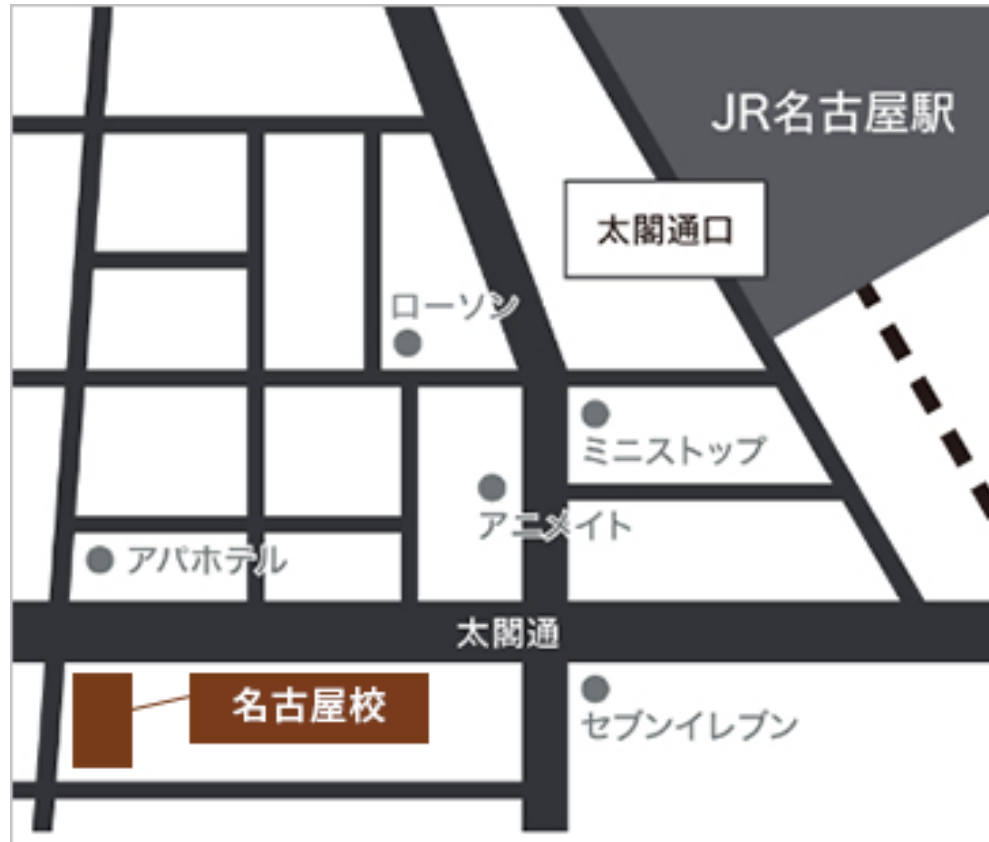 JR名古屋駅
太閤通口
ローソン
ミニストップ
アニメイト
アパホテル
太閤通
名古屋校
セブンイレブン